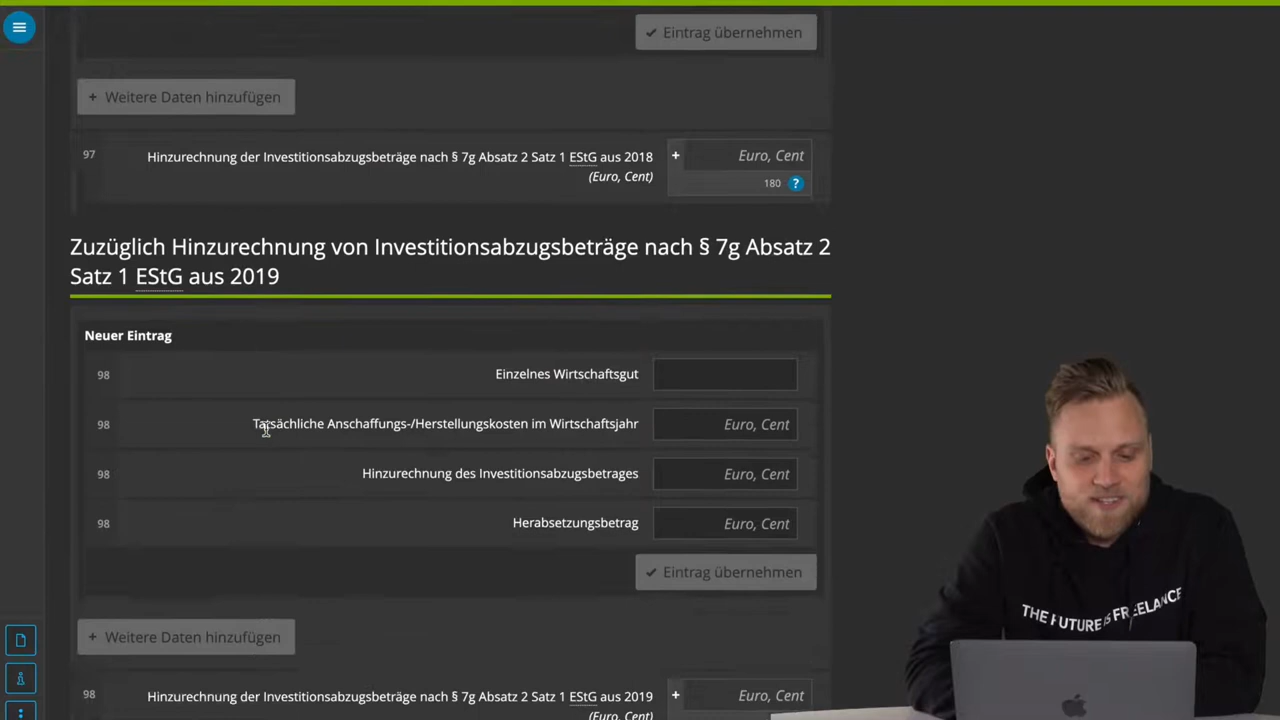 ✓ Eintrag übernehmen
+ Weitere Daten hinzufügen
97 Hinzurechnung der Investitionsabzugsbeträge nach § 7g Absatz 2 Satz 1 EStG aus 2018 + Euro, Cent
(Euro, Cent)
180 ?
Zuzüglich Hinzurechnung von Investitionsabzugsbeträge nach § 7g Absatz 2
Satz 1 EStG aus 2019
Neuer Eintrag
98 Einzelnes Wirtschaftsgut
98 Tatsächliche Anschaffungs-/Herstellungskosten im Wirtschaftsjahr Euro, Cent
98 Hinzurechnung des Investitionsabzugsbetrages Euro, Cent
98 Herabsetzungsbetrag Euro, Cent
✓ Eintrag übernehmen
THE FUTURE IS FREELANCE
+ Weitere Daten hinzufügen
98 Hinzurechnung der Investitionsabzugsbeträge nach § 7g Absatz 2 Satz 1 EStG aus 2019 + Euro, Cent
(Euro, Cent)